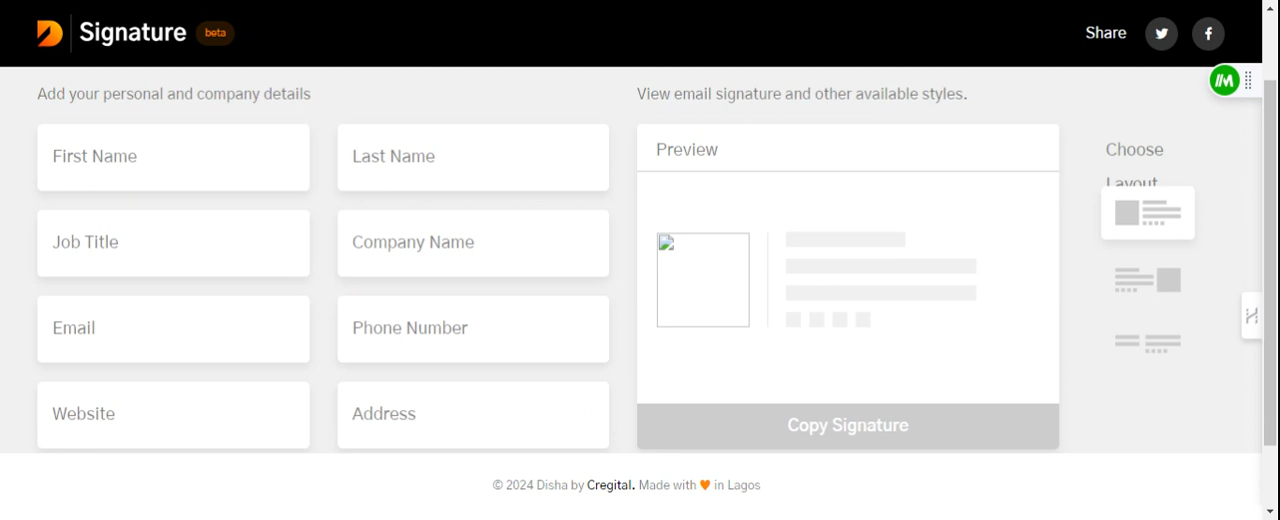 Signature beta
Share
Add your personal and company details
View email signature and other available styles.
First Name
Last Name
Preview
Choose
Layout
Job Title
Company Name
Email
Phone Number
Website
Address
Copy Signature
© 2024 Disha by Cregital. Made with 🧡 in Lagos